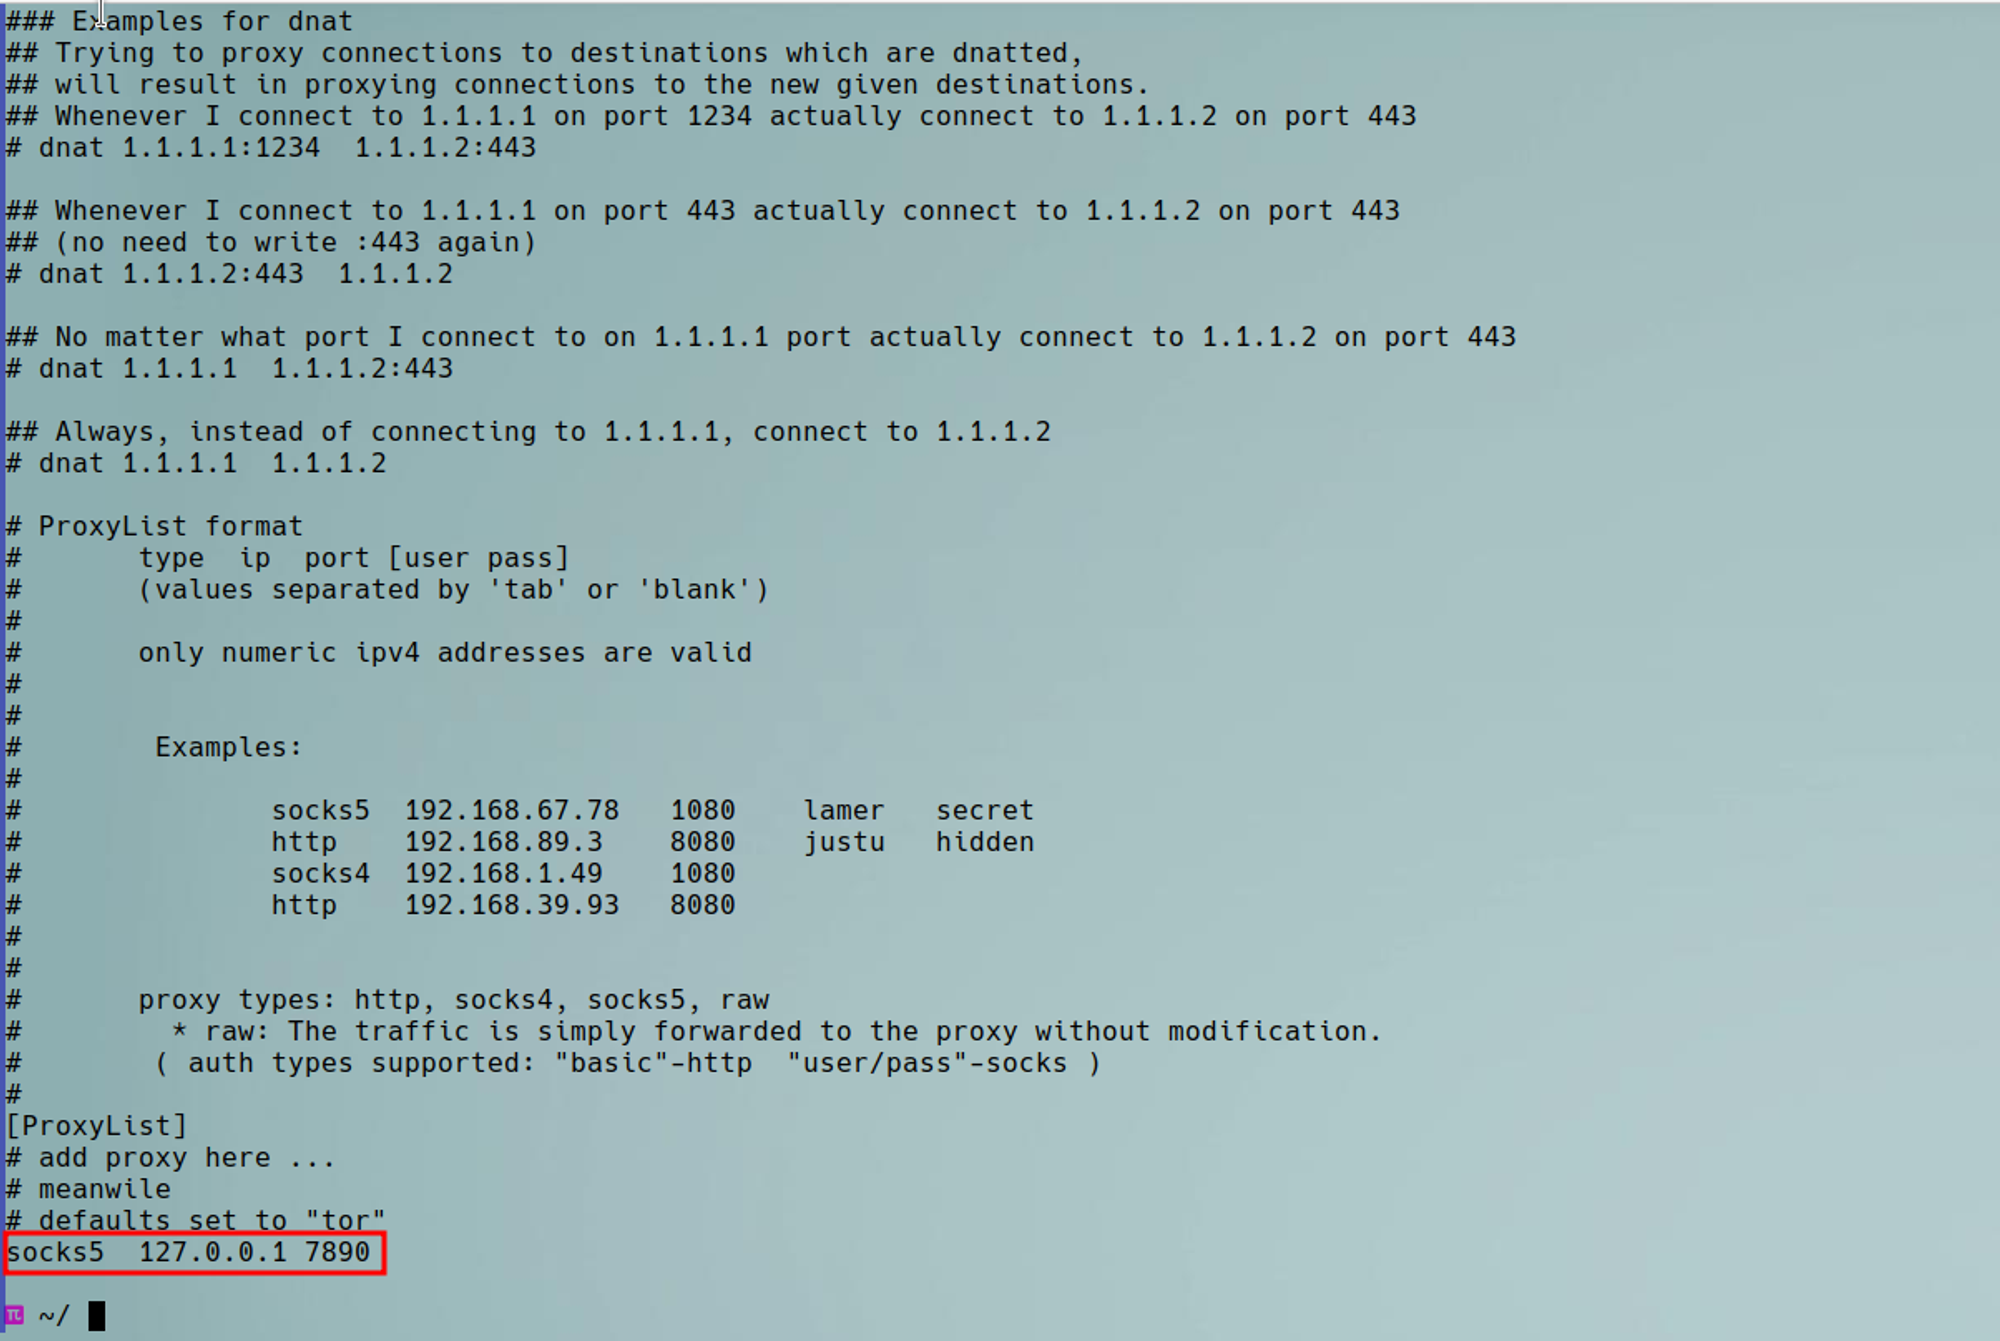 ### Examples for dnat
## Trying to proxy connections to destinations which are dnatted,
## will result in proxying connections to the new given destinations.
## Whenever I connect to 1.1.1.1 on port 1234 actually connect to 1.1.1.2 on port 443
# dnat 1.1.1.1:1234  1.1.1.2:443
## Whenever I connect to 1.1.1.1 on port 443 actually connect to 1.1.1.2 on port 443
## (no need to write :443 again)
# dnat 1.1.1.2:443  1.1.1.2
## No matter what port I connect to on 1.1.1.1 port actually connect to 1.1.1.2 on port 443
# dnat 1.1.1.1  1.1.1.2:443
## Always, instead of connecting to 1.1.1.1, connect to 1.1.1.2
# dnat 1.1.1.1  1.1.1.2
# ProxyList format
#       type  ip  port [user pass]
#       (values separated by 'tab' or 'blank')
#
#       only numeric ipv4 addresses are valid
#
#
#        Examples:
#
#               socks5  192.168.67.78   1080    lamer   secret
#               http    192.168.89.3    8080    justu   hidden
#               socks4  192.168.1.49    1080
#               http    192.168.39.93   8080
#
#
#       proxy types: http, socks4, socks5, raw
#         * raw: The traffic is simply forwarded to the proxy without modification.
#        ( auth types supported: "basic"-http  "user/pass"-socks )
#
[ProxyList]
# add proxy here ...
# meanwile
# defaults set to "tor"
socks5  127.0.0.1 7890
π ~/